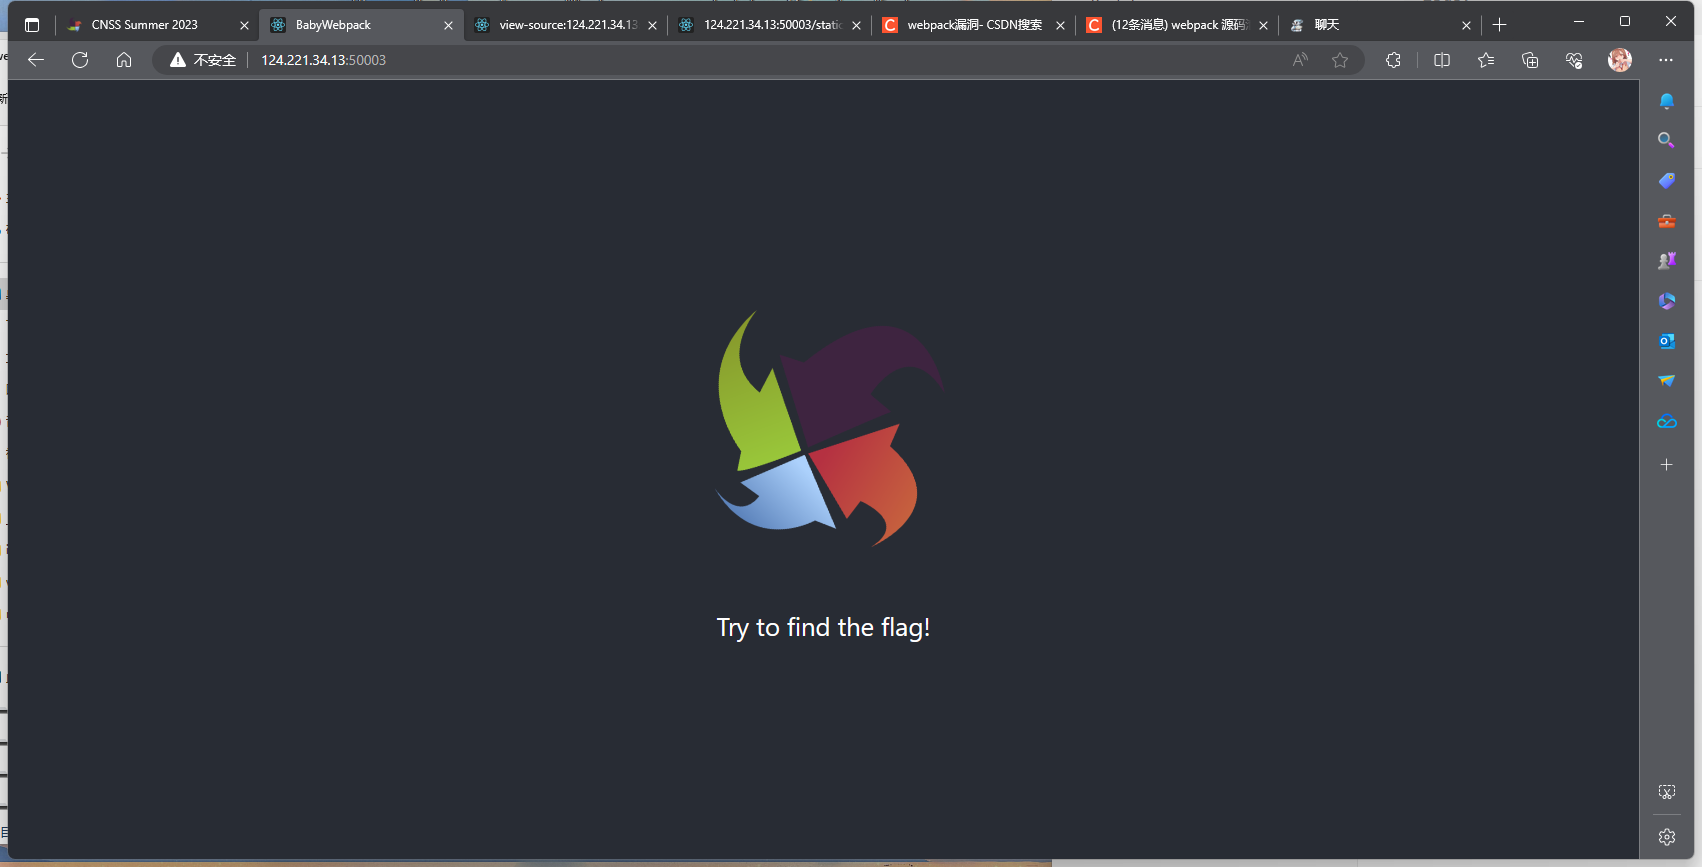 CNSS Summer 2023
BabyWebpack
view-source:124.221.34.13
124.221.34.13:50003/static
webpack漏洞- CSDN搜索
(12条消息) webpack 源码
聊天
不安全
124.221.34.13:50003
Try to find the flag!